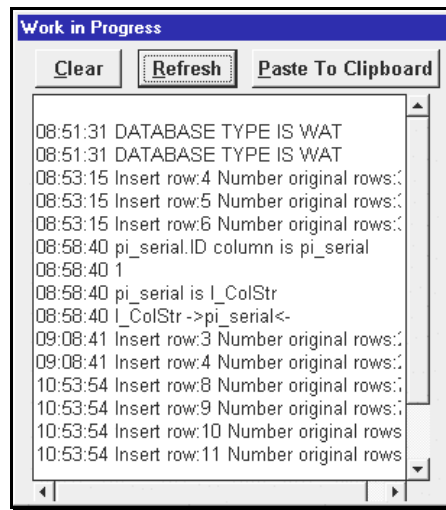 Work in Progress
Clear Refresh Paste To Clipboard
08:51:31 DATABASE TYPE IS WAT
08:51:31 DATABASE TYPE IS WAT
08:53:15 Insert row:4 Number original rows:
08:53:15 Insert row:5 Number original rows:
08:53:15 Insert row:6 Number original rows:
08:58:40 pi_serial.ID column is pi_serial
08:58:40 1
08:58:40 pi_serial is l_ColStr
08:58:40 l_ColStr ->pi_serial<-
09:08:41 Insert row:3 Number original rows:
09:08:41 Insert row:4 Number original rows:
10:53:54 Insert row:8 Number original rows:
10:53:54 Insert row:9 Number original rows:
10:53:54 Insert row:10 Number original rows
10:53:54 Insert row:11 Number original rows